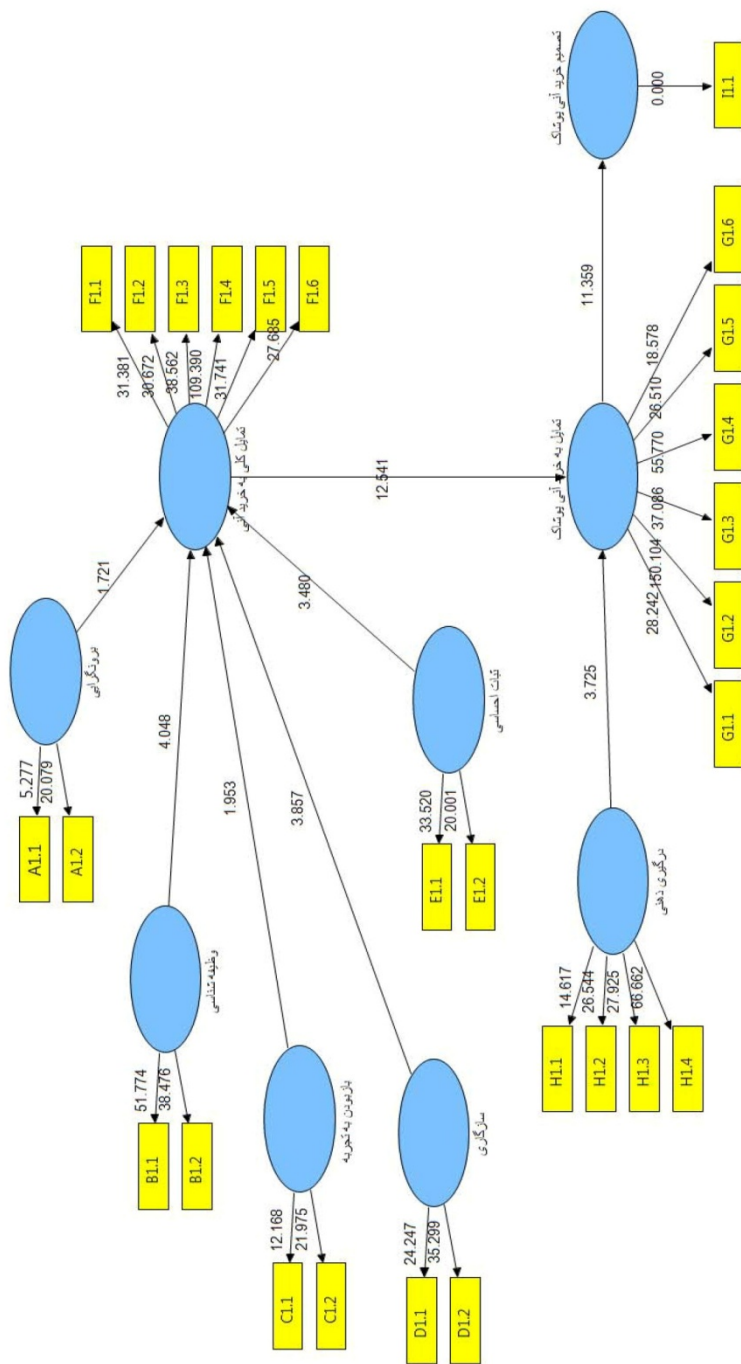 A1.1
A1.2
5.277
20.079
برونگرایی
1.721
B1.1
B1.2
51.774
38.476
وظیفه شناسی
4.048
C1.1
C1.2
12.168
21.975
باز بودن به تجربه
1.953
D1.1
D1.2
24.247
35.299
سازگاری
3.857
E1.1
E1.2
33.520
20.001
ثبات احساسی
3.480
تمایل کلی به خرید آنی
31.381
30.672
38.562
109.390
31.741
27.685
F1.1
F1.2
F1.3
F1.4
F1.5
F1.6
12.541
H1.1
H1.2
H1.3
H1.4
14.617
26.544
27.925
66.662
درگیری ذهنی
3.725
تمایل به خرید آنی پوشاک
28.242
150.104
37.086
55.770
26.510
18.578
G1.1
G1.2
G1.3
G1.4
G1.5
G1.6
11.359
تصمیم خرید آنی پوشاک
0.000
I1.1